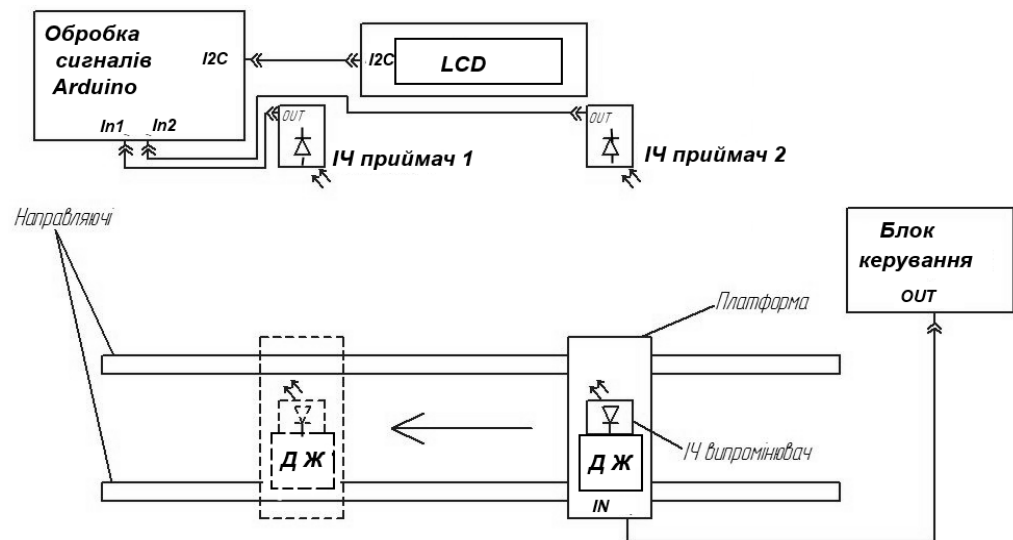 Обробка
сигналів
Arduino
I2C
In1
In2
I2C
LCD
OUT
ІЧ приймач 1
OUT
ІЧ приймач 2
Направляючі
Блок
керування
OUT
Платформа
Д Ж
Д Ж
ІЧ випромінювач
IN